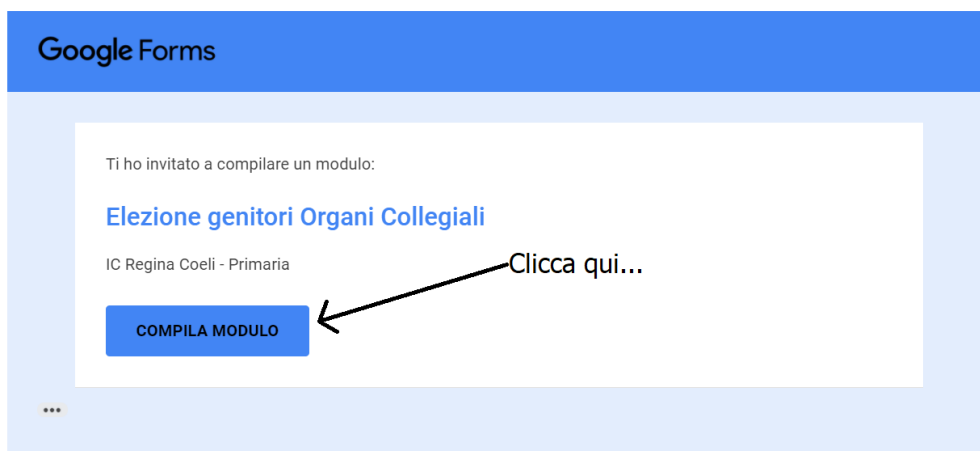 Google Forms
Ti ho invitato a compilare un modulo:
Elezione genitori Organi Collegiali
IC Regina Coeli - Primaria
Clicca qui...
COMPILA MODULO